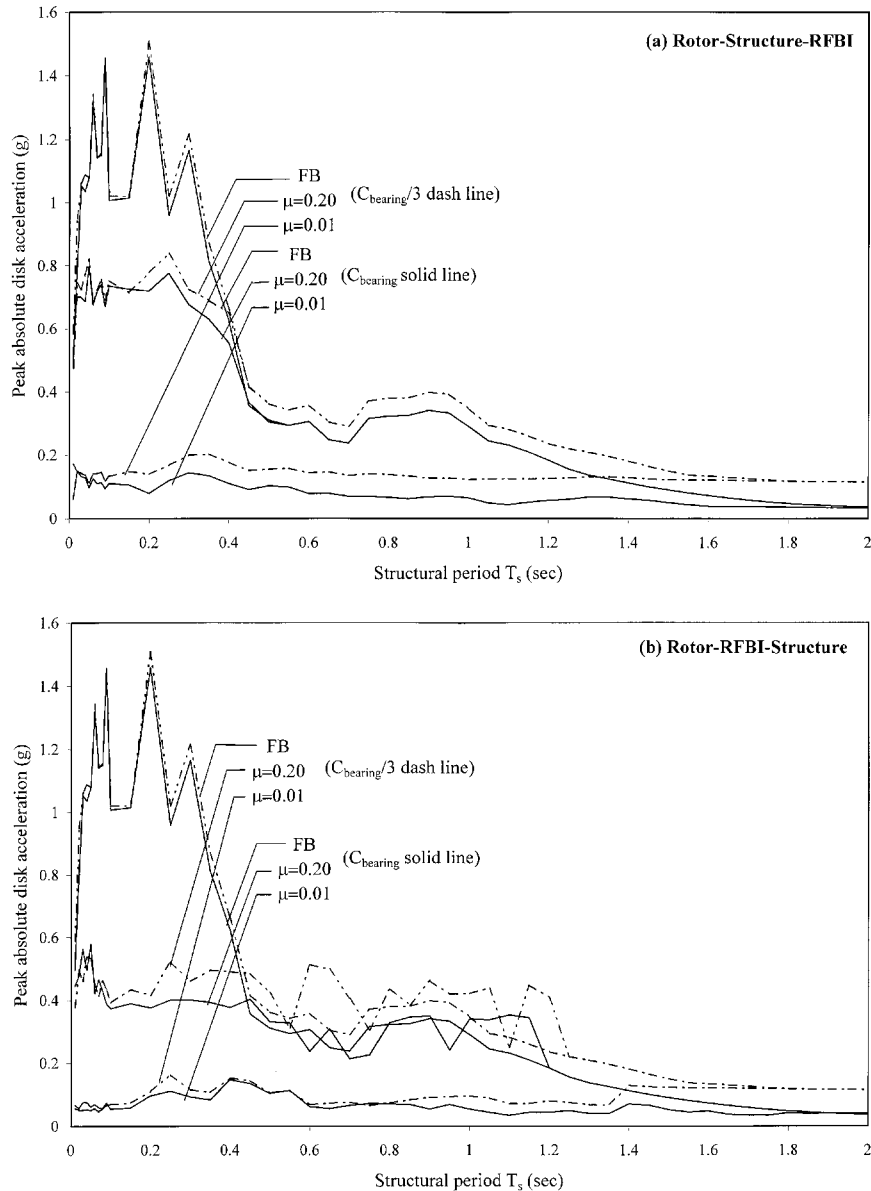 (a) Rotor-Structure-RFBI
Peak absolute disk acceleration (g)
1.6
1.4
1.2
1
0.8
0.6
0.4
0.2
0
FB
μ=0.20 (Cbearing/3 dash line)
μ=0.01
FB
μ=0.20 (Cbearing solid line)
μ=0.01
0 0.2 0.4 0.6 0.8 1 1.2 1.4 1.6 1.8 2
Structural period Ts (sec)
(b) Rotor-RFBI-Structure
Peak absolute disk acceleration (g)
1.6
1.4
1.2
1
0.8
0.6
0.4
0.2
0
FB
μ=0.20 (Cbearing/3 dash line)
μ=0.01
FB
μ=0.20 (Cbearing solid line)
μ=0.01
0 0.2 0.4 0.6 0.8 1 1.2 1.4 1.6 1.8 2
Structural period Ts (sec)